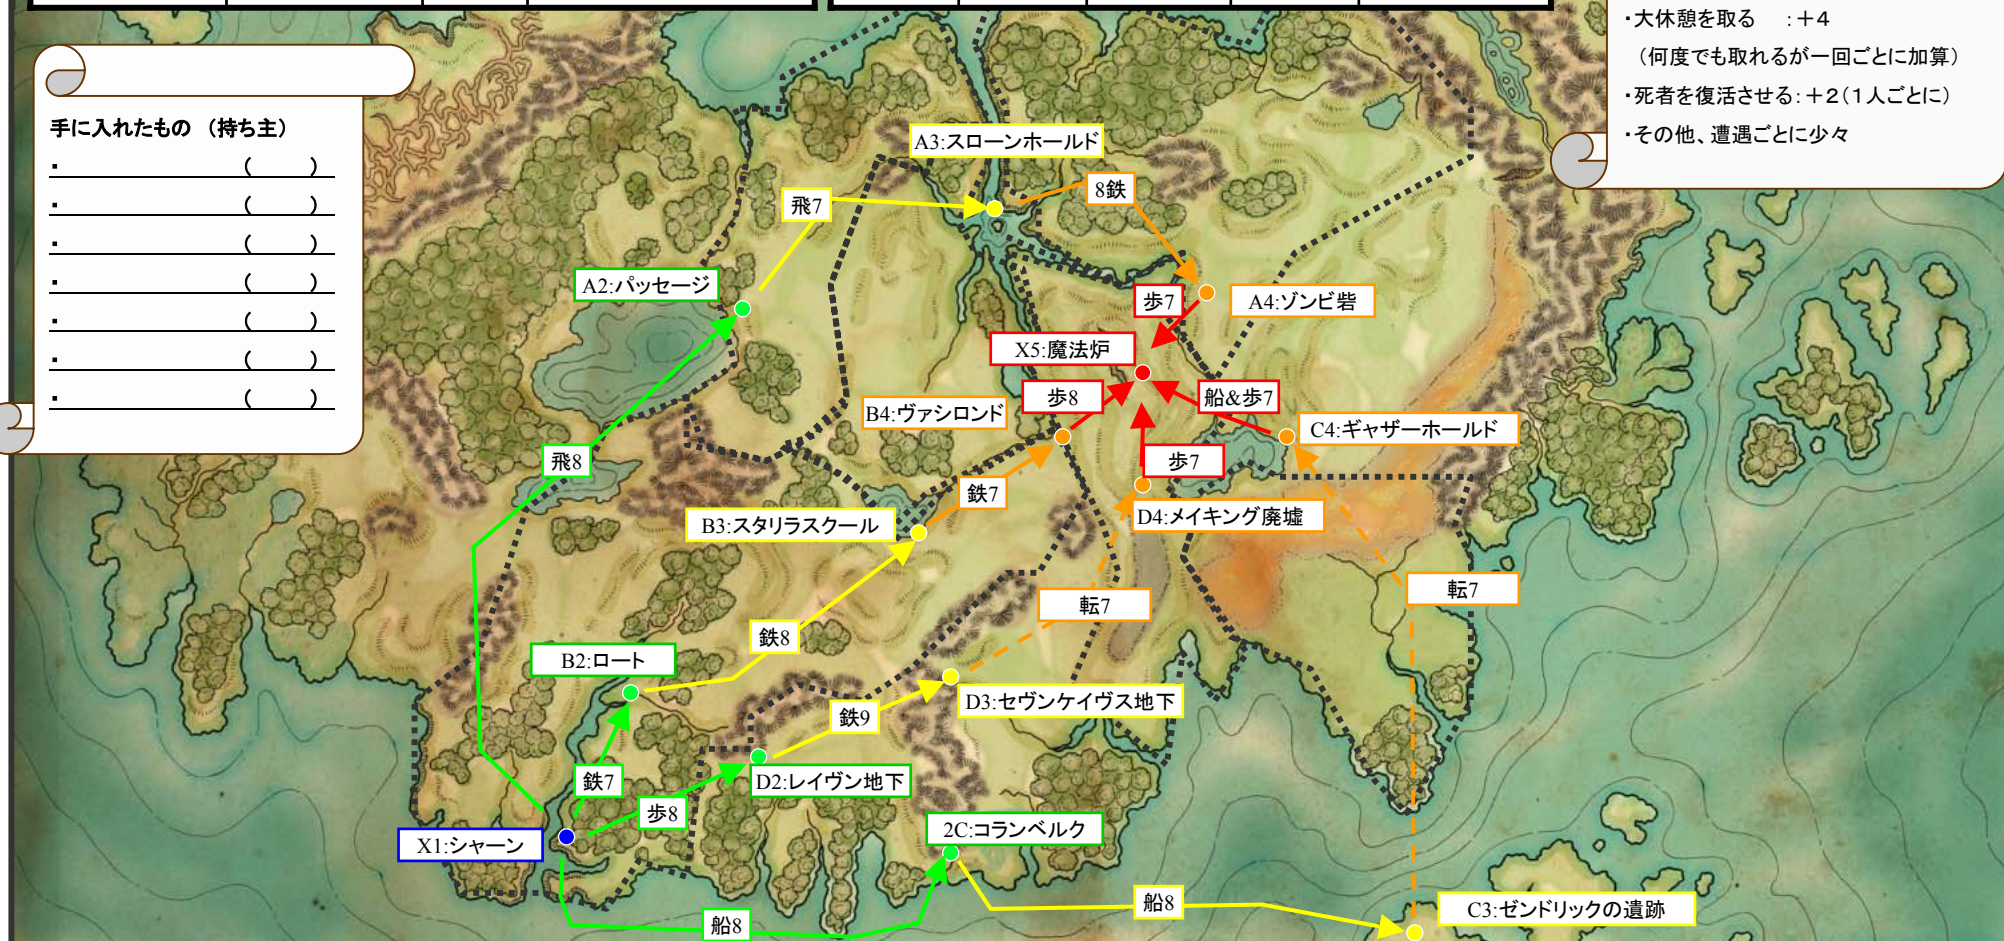 ・大休憩を取る　：＋４
（何度でも取れるが一回ごとに加算）
・死者を復活させる：＋２（１人ごとに）
・その他、遭遇ごとに少々
手に入れたもの （持ち主）
・ （　　）
・ （　　）
・ （　　）
・ （　　）
・ （　　）
・ （　　）
・ （　　）
A3:スローンホールド
8鉄
飛7
A2:パッセージ
歩7
A4:ゾンビ砦
X5:魔法炉
歩8
船&歩7
B4:ヴァシロンド
C4:ギャザーホールド
飛8
歩7
鉄7
B3:スタリラスクール
D4:メイキング廃墟
転7
転7
鉄8
B2:ロート
D3:セヴンケイヴス地下
鉄9
鉄7
D2:レイヴン地下
歩8
X1:シャーン
2C:コランベルク
船8
船8
C3:ゼンドリックの遺跡